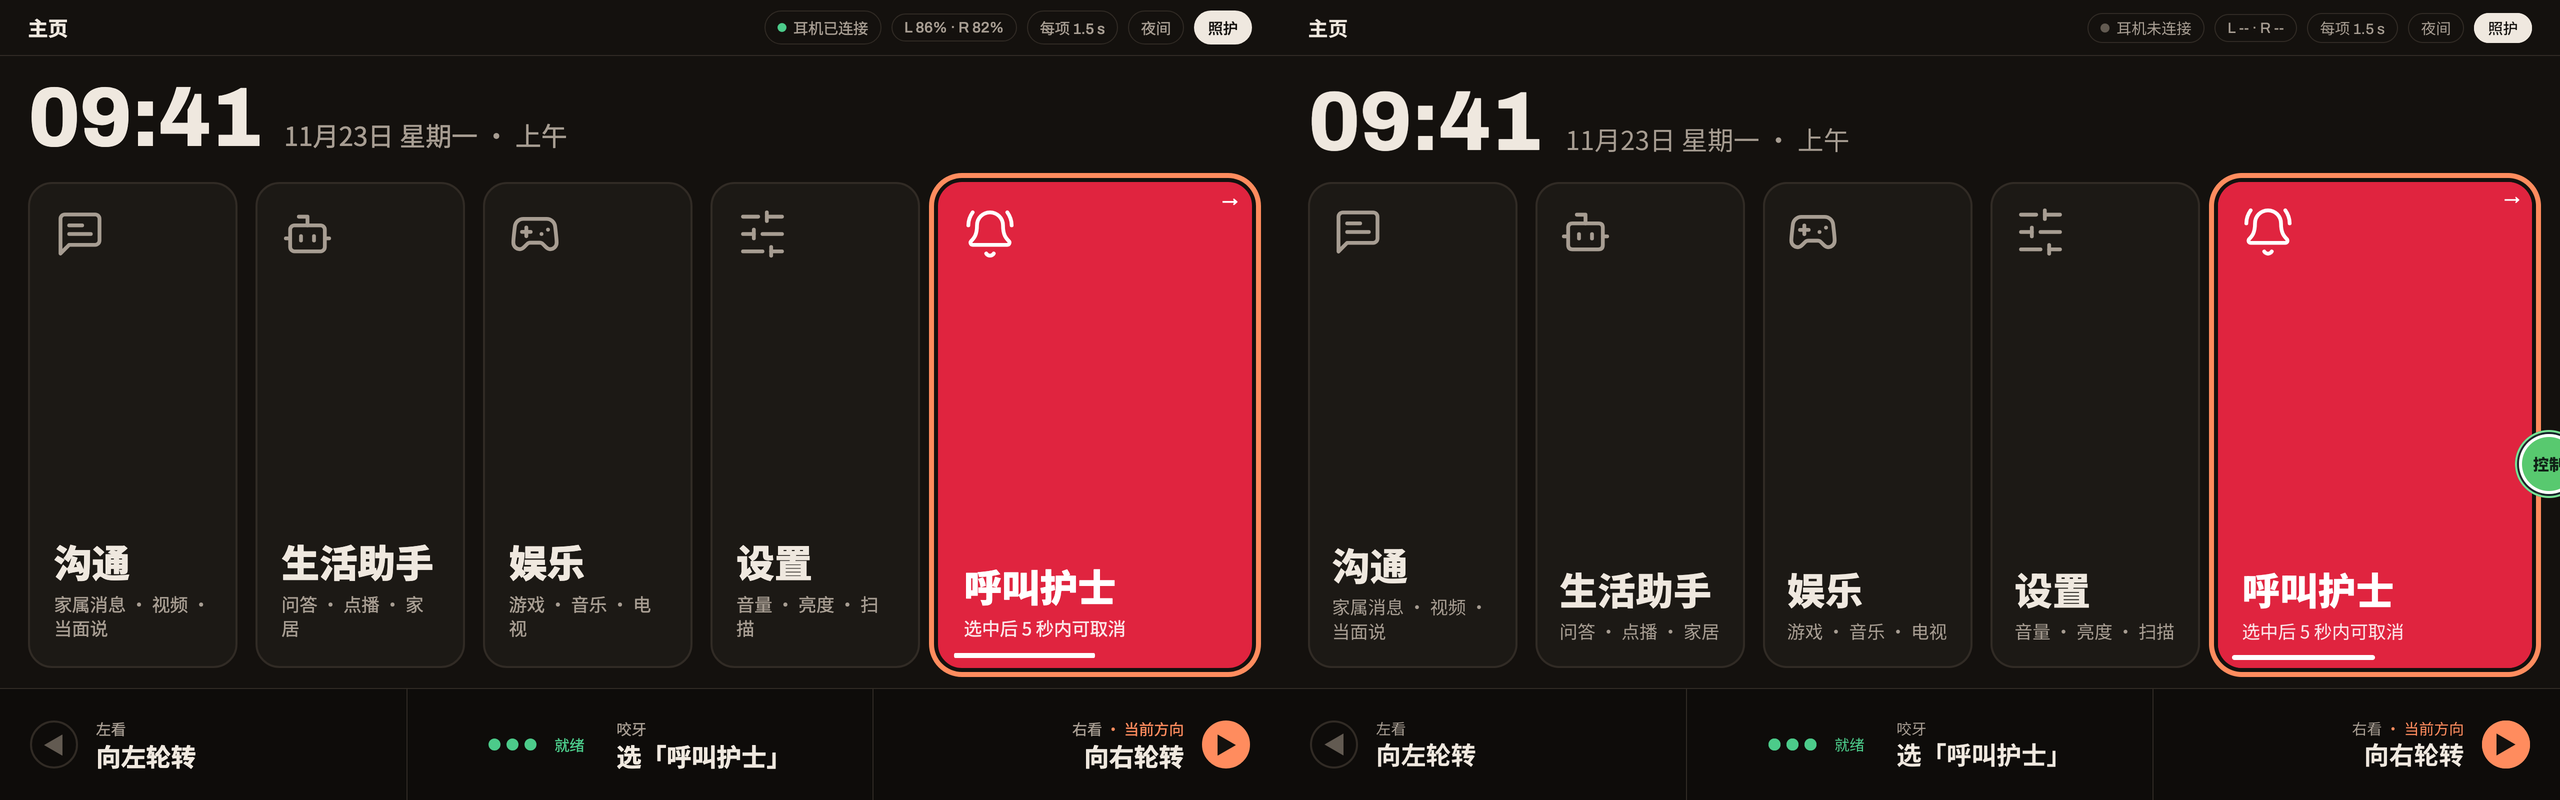 主页
耳机已连接
L 86% · R 82%
每项 1.5 s
夜间
照护
09:41
11月23日 星期一 · 上午
沟通
家属消息 · 视频 ·
当面说
生活助手
问答 · 点播 · 家
居
娱乐
游戏 · 音乐 · 电
视
设置
音量 · 亮度 · 扫
描
→
呼叫护士
选中后 5 秒内可取消
左看
向左轮转
就绪
咬牙
选「呼叫护士」
右看 · 当前方向
向右轮转
主页
耳机未连接
L -- · R --
每项 1.5 s
夜间
照护
09:41
11月23日 星期一 · 上午
沟通
家属消息 · 视频 ·
当面说
生活助手
问答 · 点播 · 家居
娱乐
游戏 · 音乐 · 电视
设置
音量 · 亮度 · 扫描
→
呼叫护士
选中后 5 秒内可取消
控制
左看
向左轮转
就绪
咬牙
选「呼叫护士」
右看 · 当前方向
向右轮转